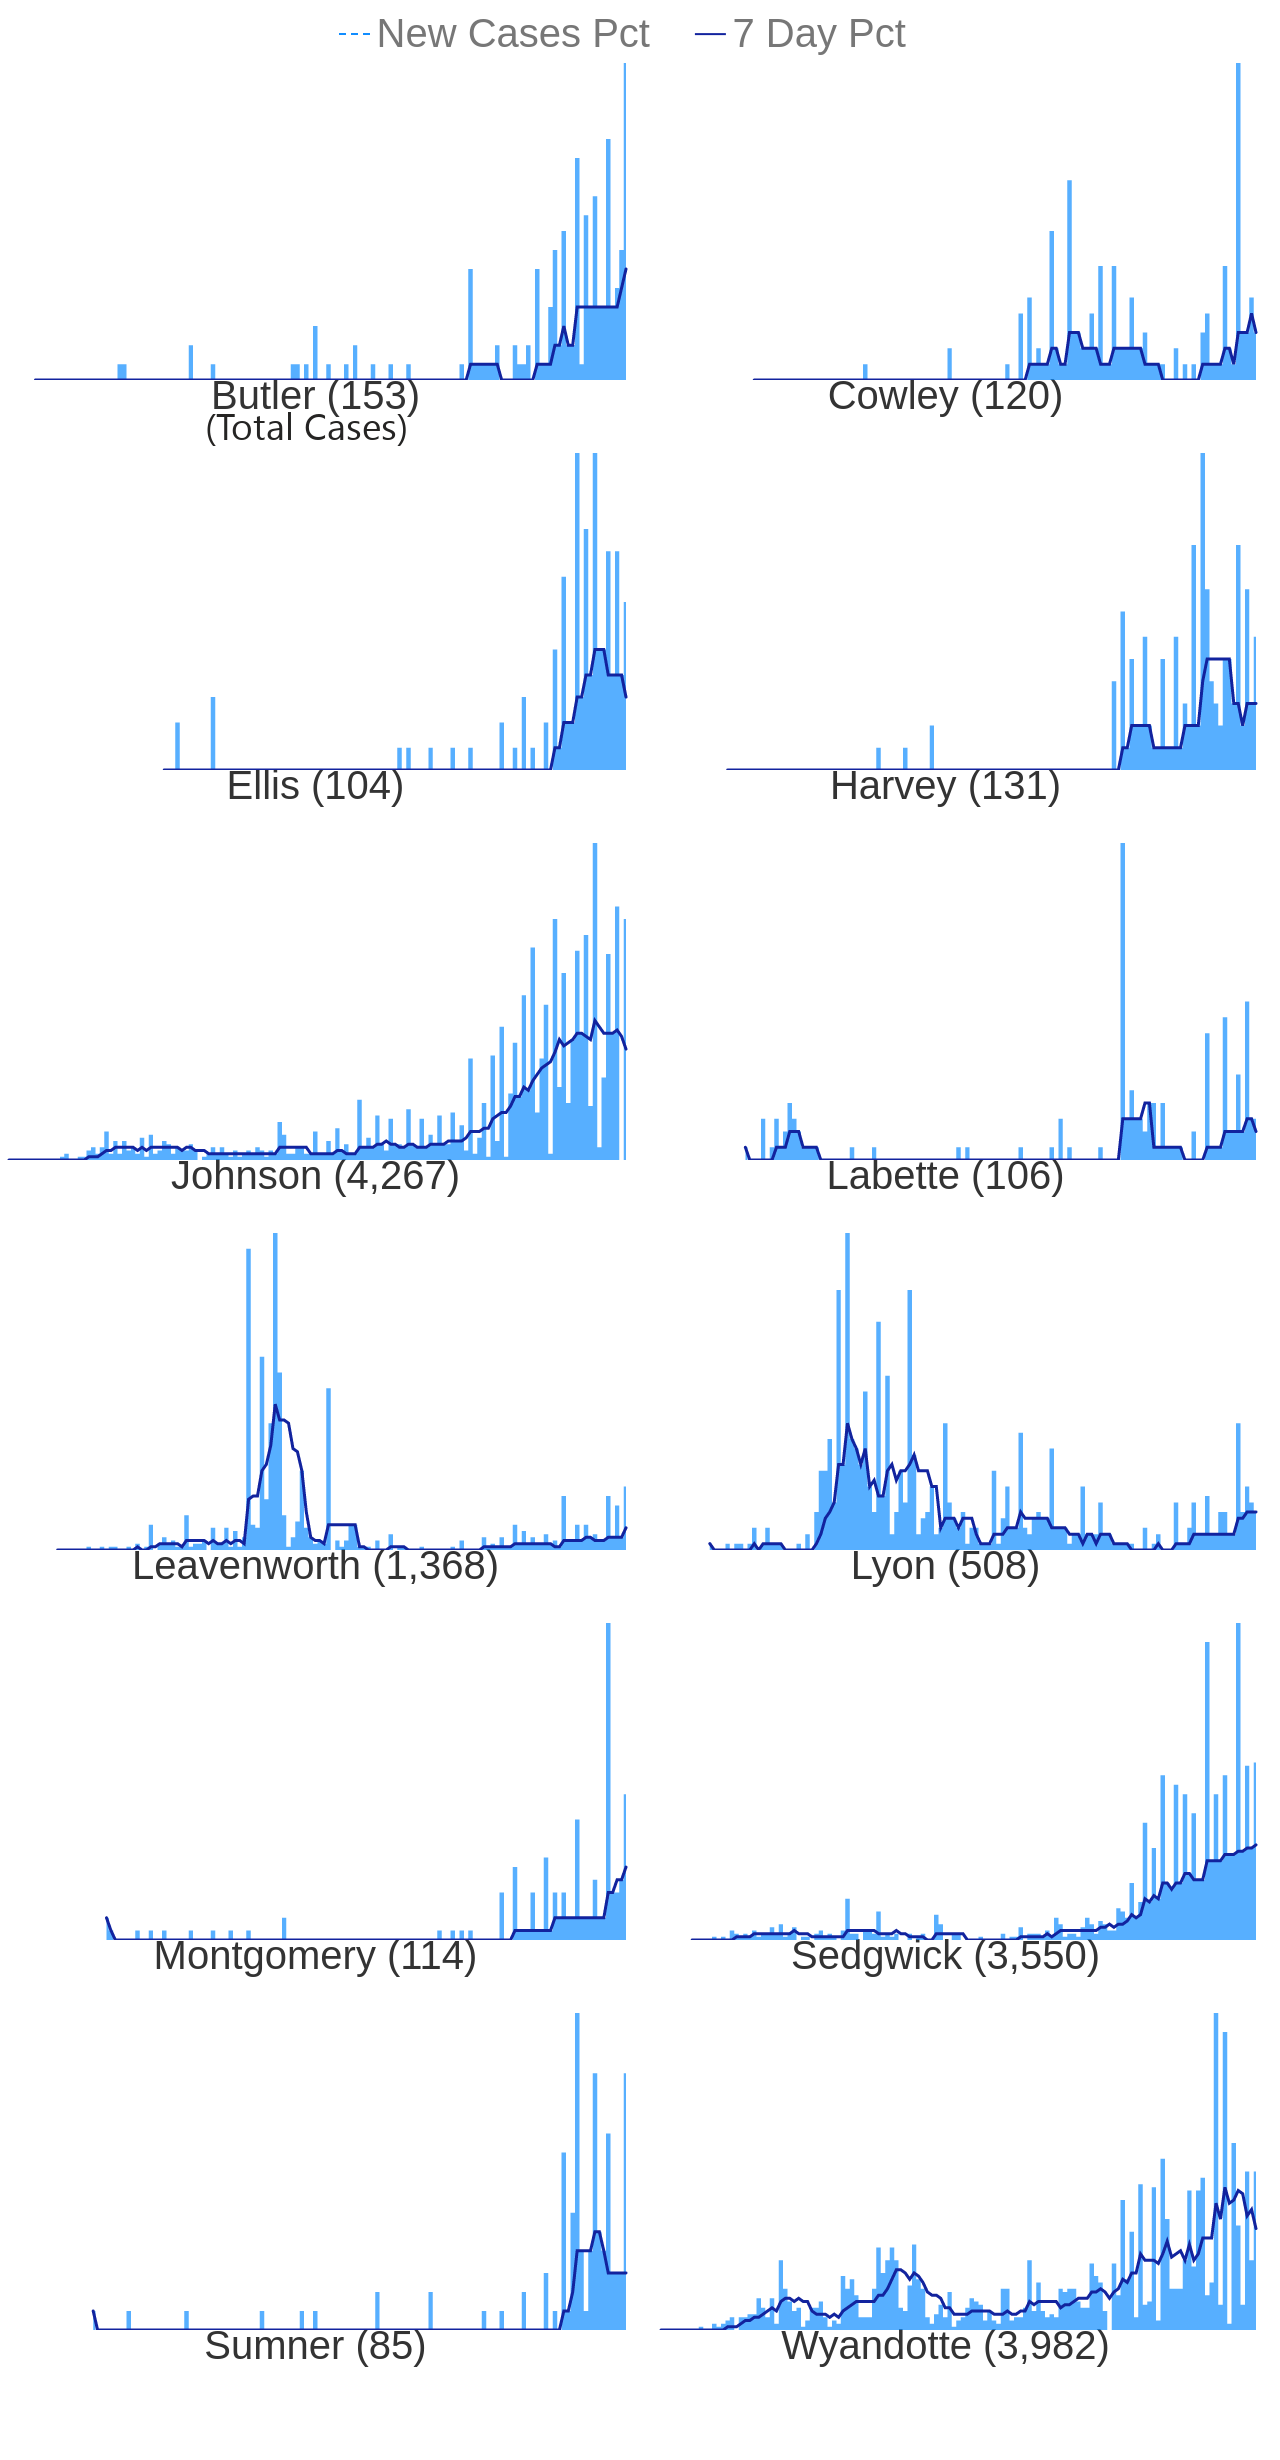 New Cases Pct 7 Day Pct
Butler (153) Cowley (120)
(Total Cases)
Ellis (104) Harvey (131)
Johnson (4,267) Labette (106)
Leavenworth (1,368) Lyon (508)
Montgomery (114) Sedgwick (3,550)
Sumner (85) Wyandotte (3,982)